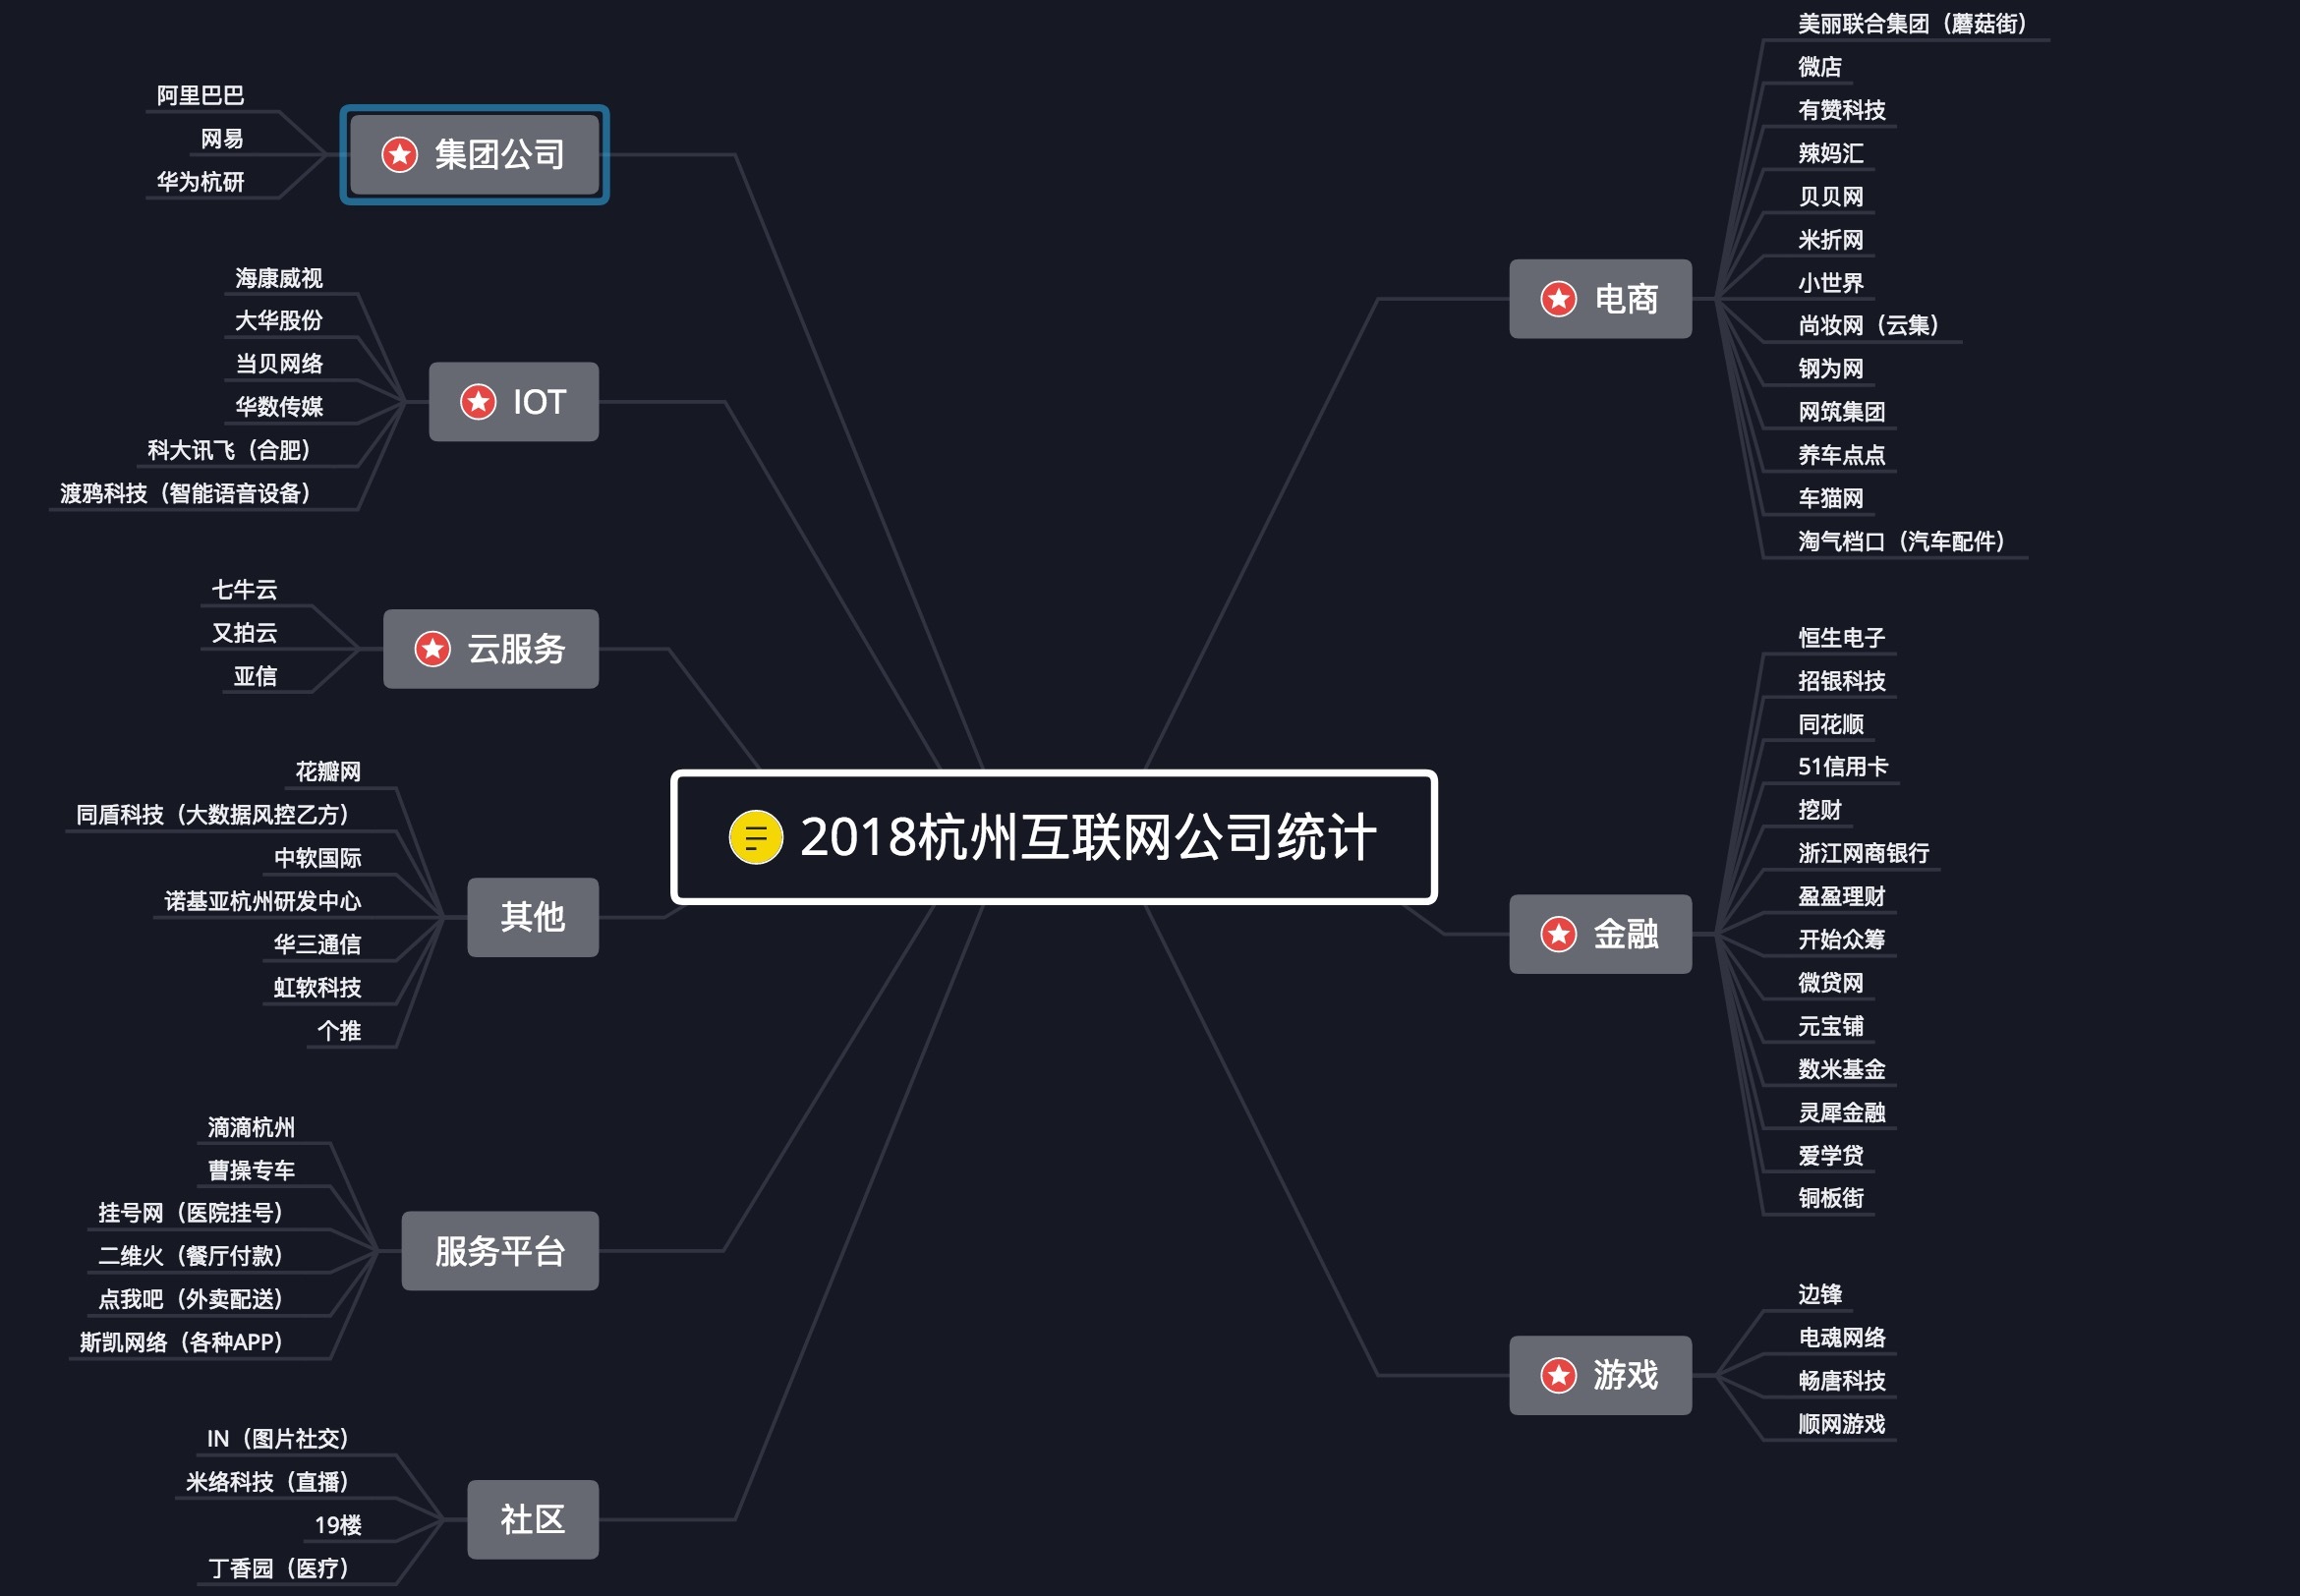 2018杭州互联网公司统计
集团公司
阿里巴巴
网易
华为杭研
IOT
海康威视
大华股份
当贝网络
华数传媒
科大讯飞（合肥）
渡鸦科技（智能语音设备）
云服务
七牛云
又拍云
亚信
其他
花瓣网
同盾科技（大数据风控乙方）
中软国际
诺基亚杭州研发中心
华三通信
虹软科技
个推
服务平台
滴滴杭州
曹操专车
挂号网（医院挂号）
二维火（餐厅付款）
点我吧（外卖配送）
斯凯网络（各种APP）
社区
IN（图片社交）
米络科技（直播）
19楼
丁香园（医疗）
电商
美丽联合集团（蘑菇街）
微店
有赞科技
辣妈汇
贝贝网
米折网
小世界
尚妆网（云集）
钢为网
网筑集团
养车点点
车猫网
淘气档口（汽车配件）
金融
恒生电子
招银科技
同花顺
51信用卡
挖财
浙江网商银行
盈盈理财
开始众筹
微贷网
元宝铺
数米基金
灵犀金融
爱学贷
铜板街
游戏
边锋
电魂网络
畅唐科技
顺网游戏